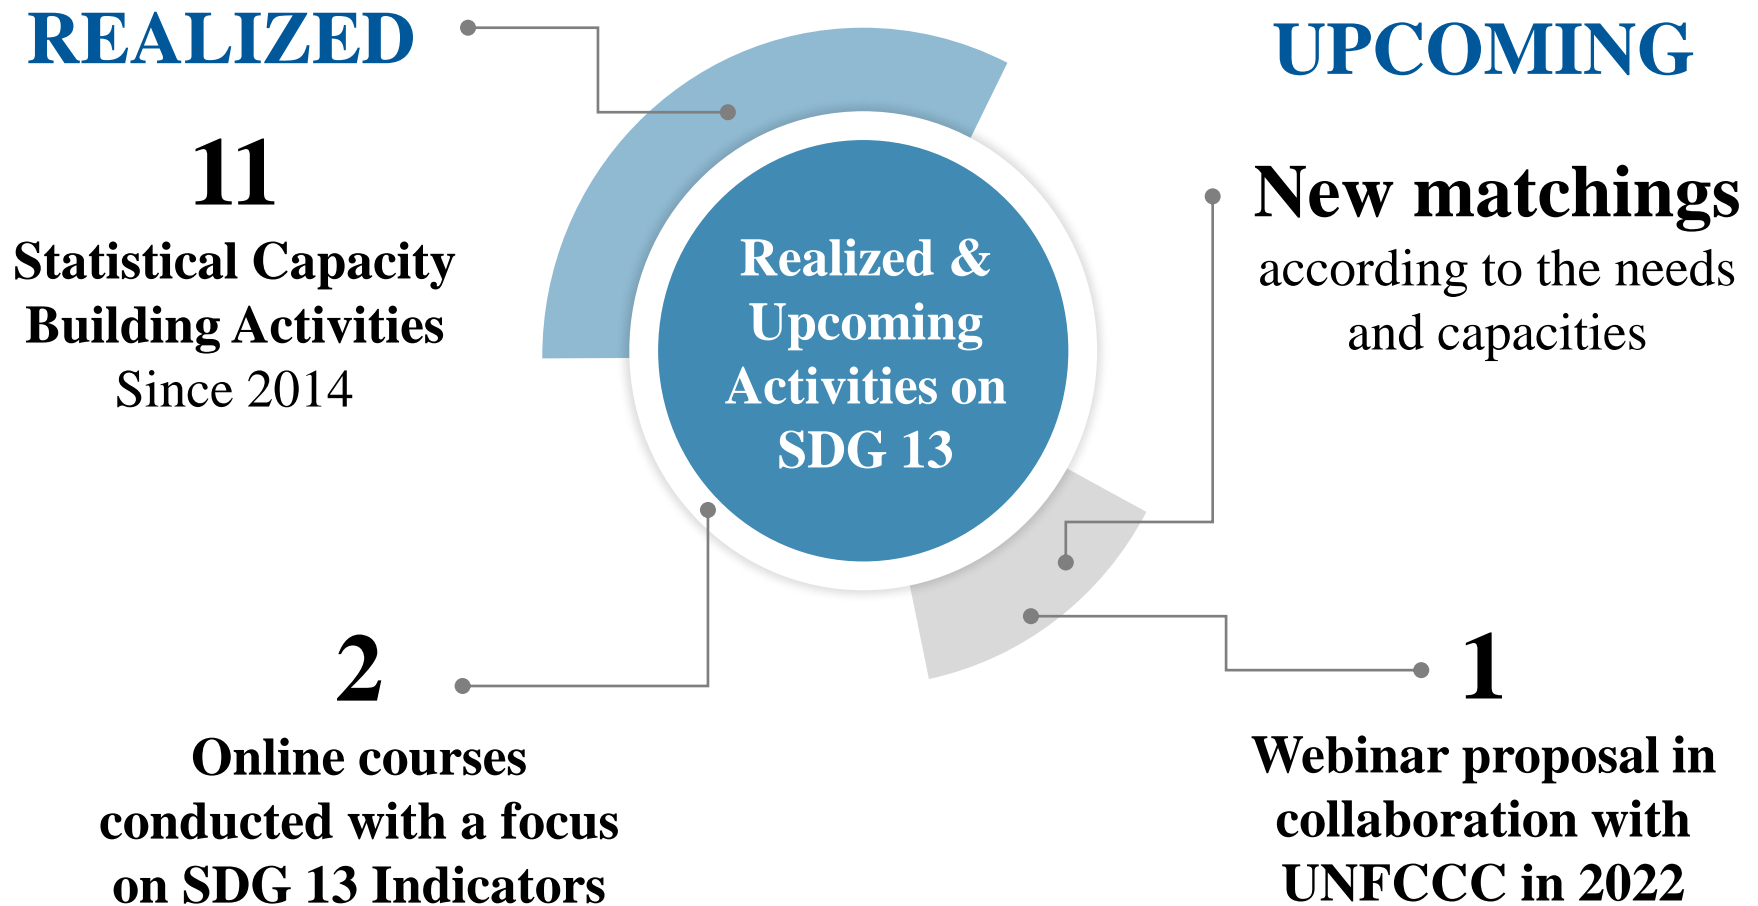 REALIZED
11
Statistical Capacity
Building Activities
Since 2014
2
Online courses
conducted with a focus
on SDG 13 Indicators
Realized &
Upcoming
Activities on
SDG 13
UPCOMING
New matchings
according to the needs
and capacities
1
Webinar proposal in
collaboration with
UNFCCC in 2022